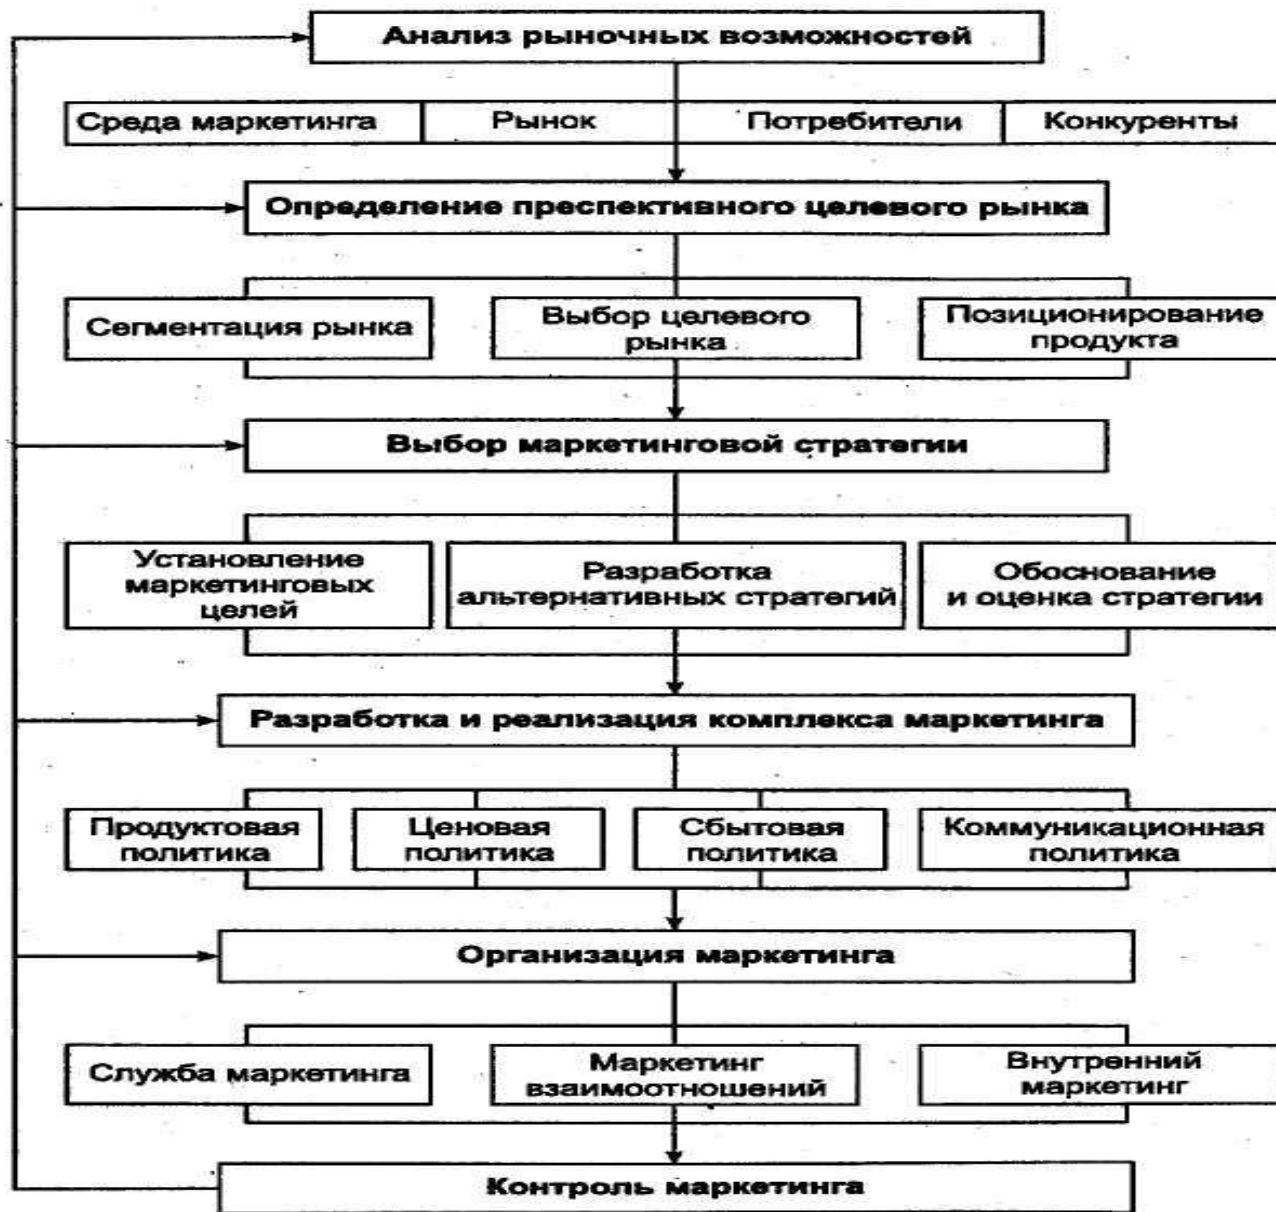 Анализ рыночных возможностей
Среда маркетинга
Рынок
Потребители
Конкуренты
Определение преспективного целевого рынка
Сегментация рынка
Выбор целевого
рынка
Позиционирование
продукта
Выбор маркетинговой стратегии
Установление
маркетинговых
целей
Разработка
альтернативных стратегий
Обоснование
и оценка стратегии
Разработка и реализация комплекса маркетинга
Продуктовая
политика
Ценовая
политика
Сбытовая
политика
Коммуникационная
политика
Организация маркетинга
Служба маркетинга
Маркетинг
взаимоотношений
Внутренний
маркетинг
Контроль маркетинга